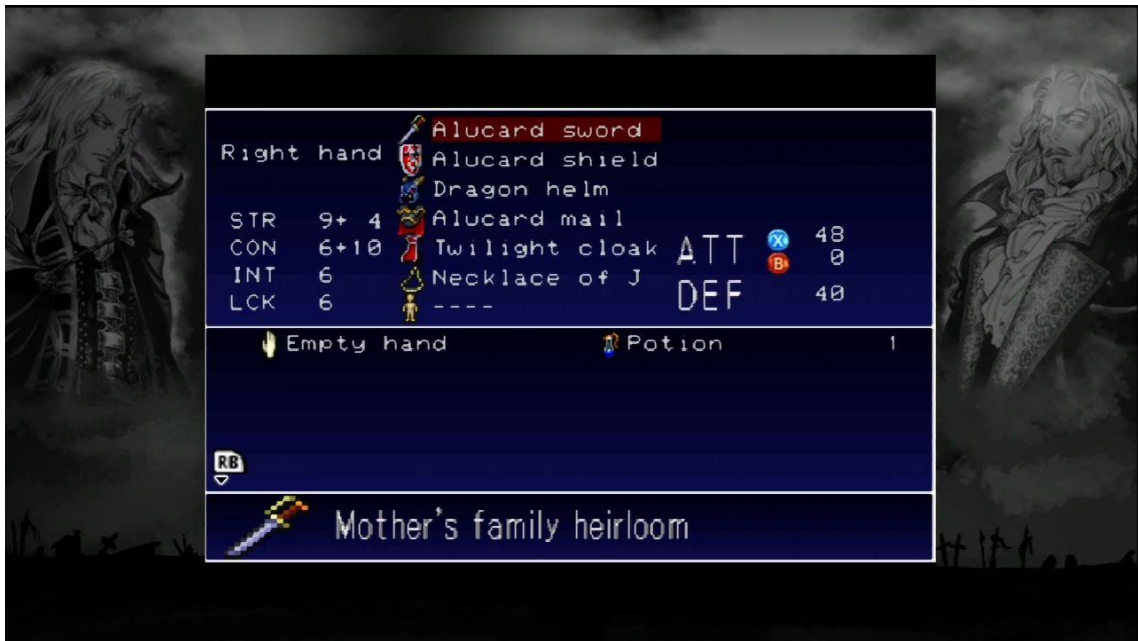 Alucard sword
Right hand
Alucard shield
Dragon helm
STR 9+ 4
Alucard mail
CON 6+10
Twilight cloak
ATT X 48
B 0
INT 6
Necklace of J
DEF 40
LCK 6
----
Empty hand
Potion 1
RB
Mother's family heirloom